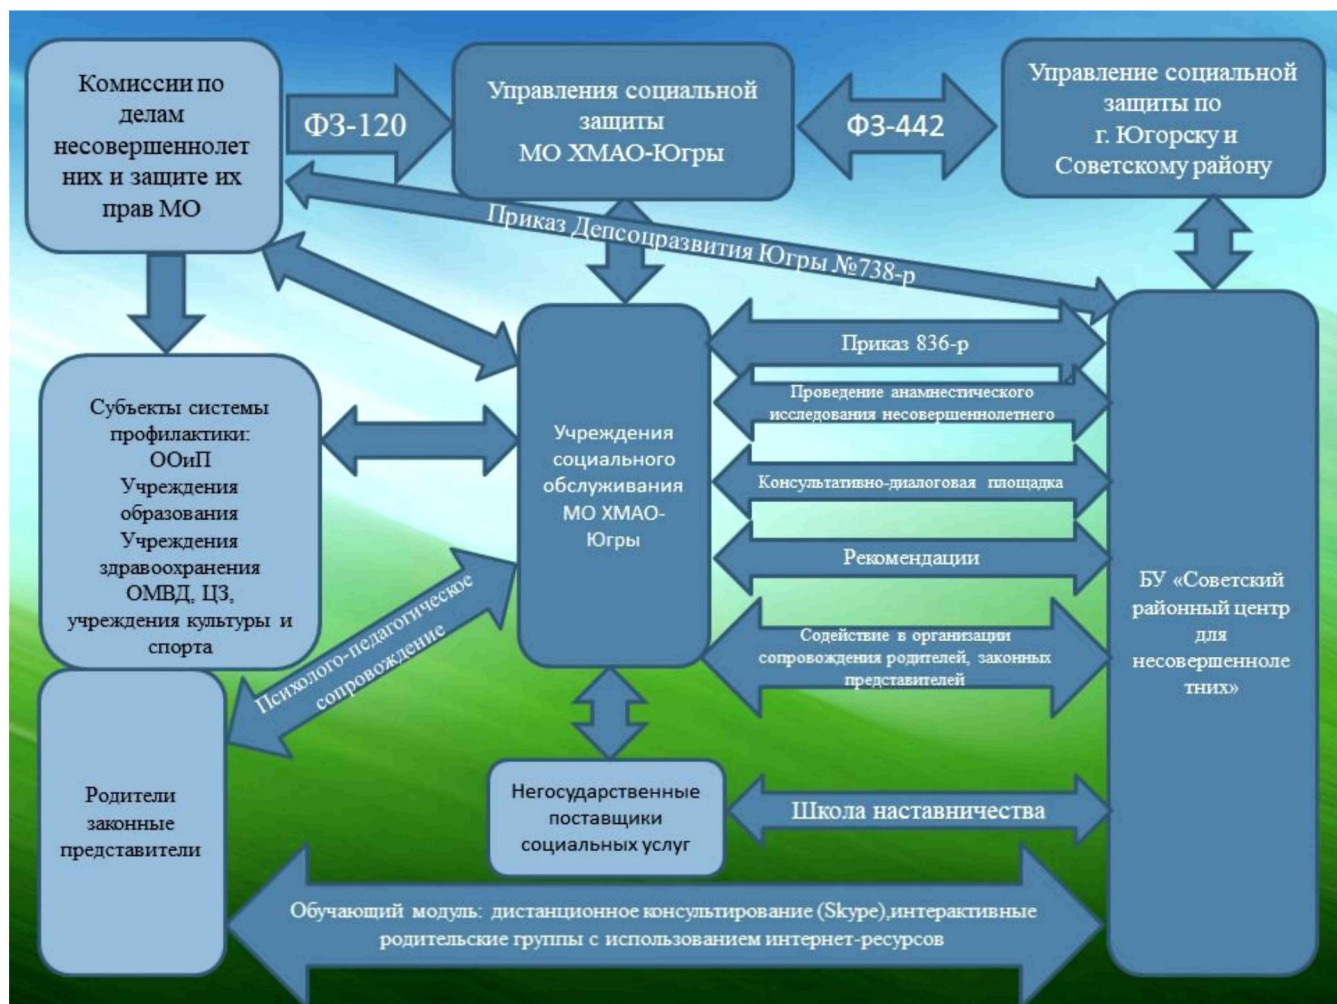 Комиссии по
делам
несовершеннолет
них и защите их
прав МО
ФЗ-120
Управления социальной
защиты
МО ХМАО-Югры
ФЗ-442
Управление социальной
защиты по
г. Югорску и
Советскому району
Приказ Депсоцразвития Югры №738-р
Субъекты системы
профилактики:
ООиП
Учреждения
образования
Учреждения
здравоохранения
ОМВД, ЦЗ,
учреждения культуры и
спорта
Учреждения
социального
обслуживания
МО ХМАО-
Югры
Приказ 836-р
Проведение анамнестического
исследования несовершеннолетнего
Консультативно-диалоговая площадка
Рекомендации
Содействие в организации
сопровождения родителей, законных
представителей
БУ «Советский
районный центр
для
несовершенноле
тних»
Психолого-педагогическое
сопровождение
Родители
законные
представители
Негосударственные
поставщики
социальных услуг
Школа наставничества
Обучающий модуль: дистанционное консультирование (Skype),интерактивные
родительские группы с использованием интернет-ресурсов